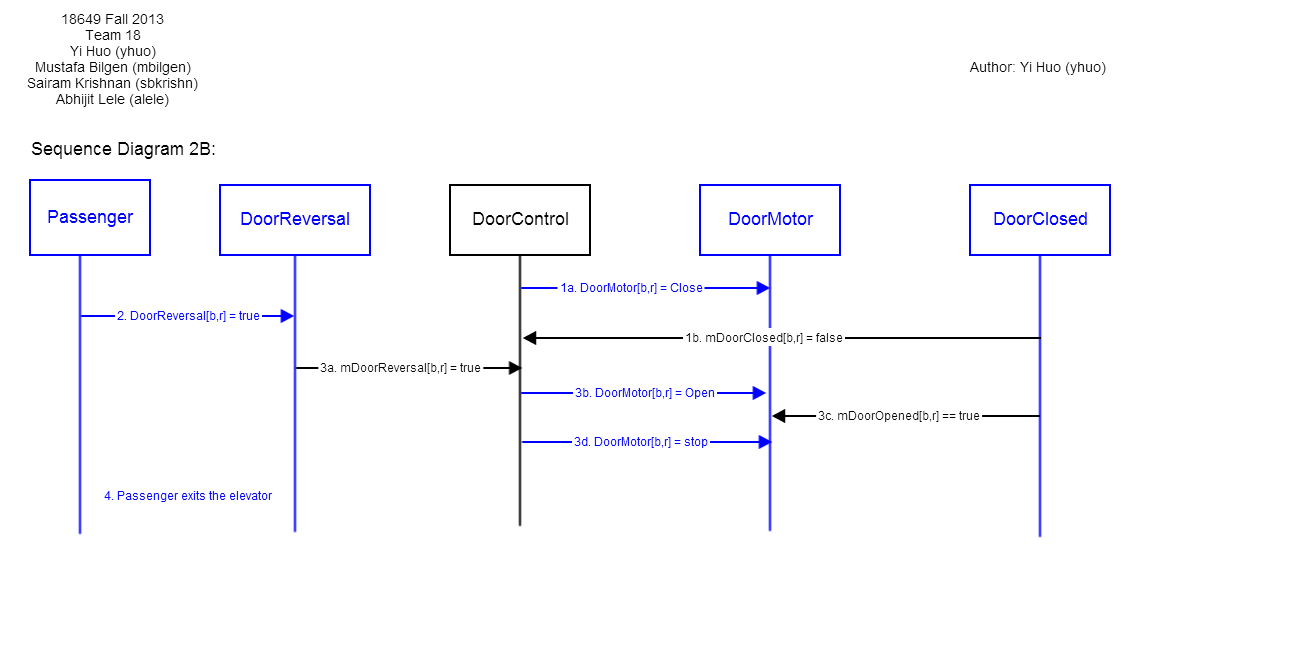 18649 Fall 2013
Team 18
Yi Huo (yhuo)
Mustafa Bilgen (mbilgen)
Sairam Krishnan (sbkrishn)
Abhijit Lele (alele)
Author: Yi Huo (yhuo)
Sequence Diagram 2B:
Passenger
DoorReversal
DoorControl
DoorMotor
DoorClosed
1a. DoorMotor[b,r] = Close
2. DoorReversal[b,r] = true
1b. mDoorClosed[b,r] = false
3a. mDoorReversal[b,r] = true
3b. DoorMotor[b,r] = Open
3c. mDoorOpened[b,r] == true
3d. DoorMotor[b,r] = stop
4. Passenger exits the elevator